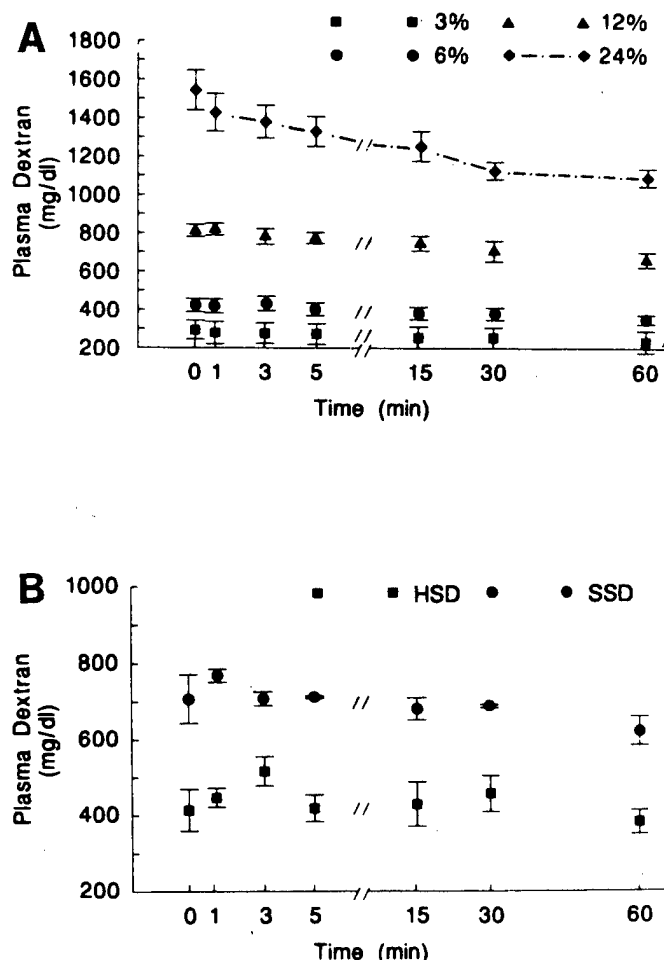 A
3% 12%
6% 24%
1800
1600
1400
1200
1000
800
600
400
200
Plasma Dextran
(mg/dl)
0 1 3 5 15 30 60
Time (min)
B
HSD SSD
1000
800
600
400
200
Plasma Dextran
(mg/dl)
0 1 3 5 15 30 60
Time (min)